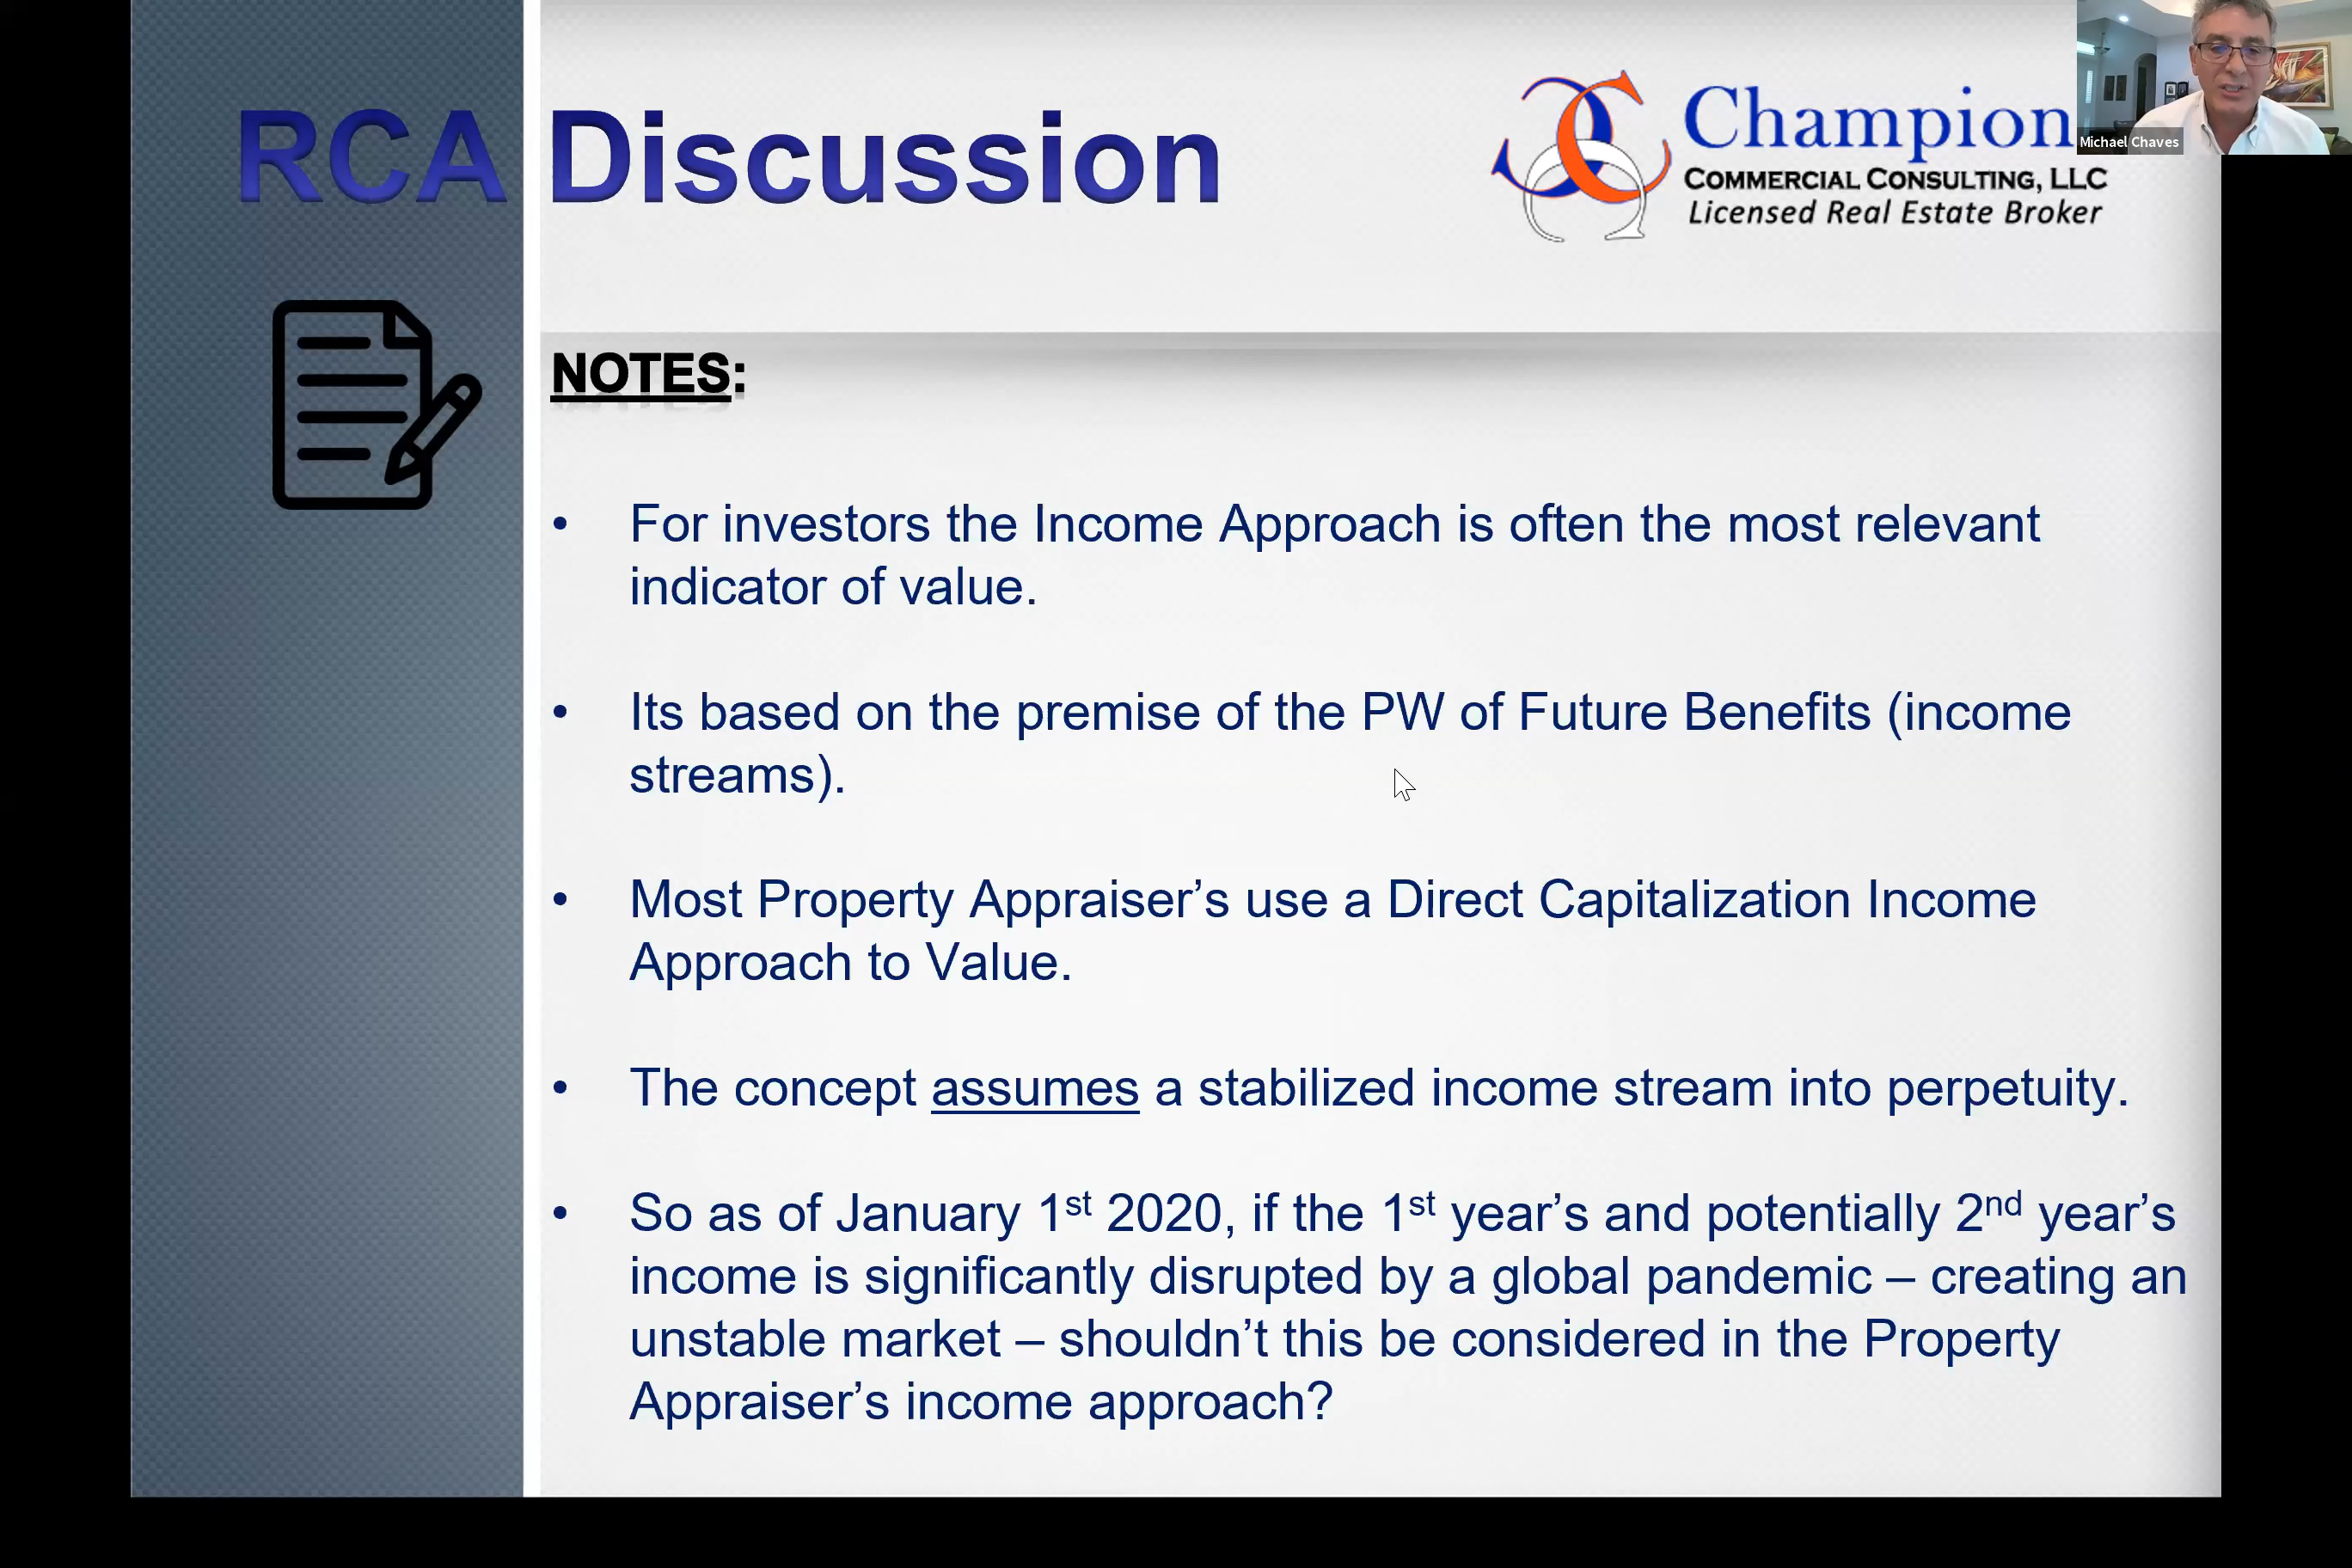 RCA Discussion
Champion
COMMERCIAL CONSULTING, LLC
Licensed Real Estate Broker
Michael Chaves
NOTES:
• For investors the Income Approach is often the most relevant
indicator of value.
• Its based on the premise of the PW of Future Benefits (income
streams).
• Most Property Appraiser’s use a Direct Capitalization Income
Approach to Value.
• The concept assumes a stabilized income stream into perpetuity.
• So as of January 1st 2020, if the 1st year’s and potentially 2nd year’s
income is significantly disrupted by a global pandemic – creating an
unstable market – shouldn’t this be considered in the Property
Appraiser’s income approach?